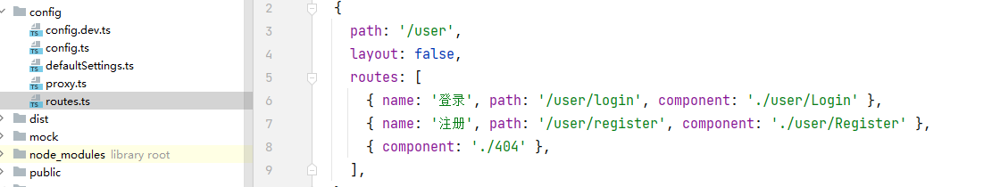 config
config.dev.ts
config.ts
defaultSettings.ts
proxy.ts
routes.ts
dist
mock
node_modules library root
public
2 {
3 path: '/user',
4 layout: false,
5 routes: [
6 { name: '登录', path: '/user/login', component: './user/Login' },
7 { name: '注册', path: '/user/register', component: './user/Register' },
8 { component: './404' },
9 ],